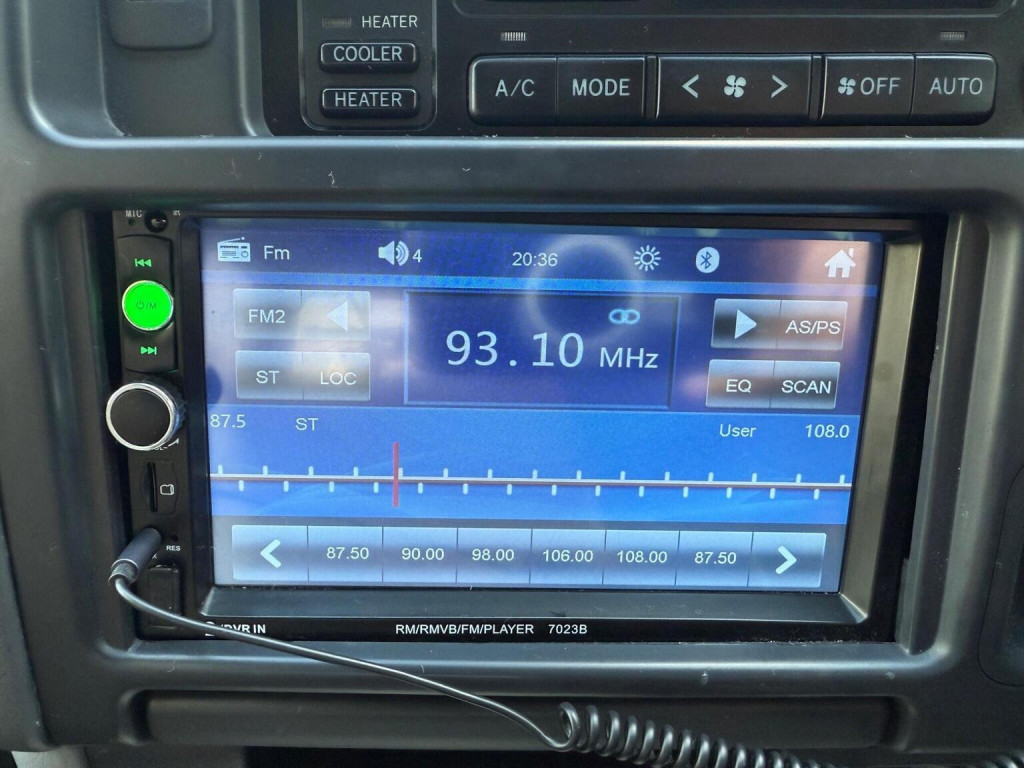 HEATER
COOLER
HEATER
A/C MODE OFF AUTO
MIC IR
Fm 4 20:36
⏻/M
FM2 93.10 MHz AS/PS
ST LOC EQ SCAN
87.5 ST User 108.0
87.50 90.00 98.00 106.00 108.00 87.50
RES
/DVR IN RM/RMVB/FM/PLAYER 7023B